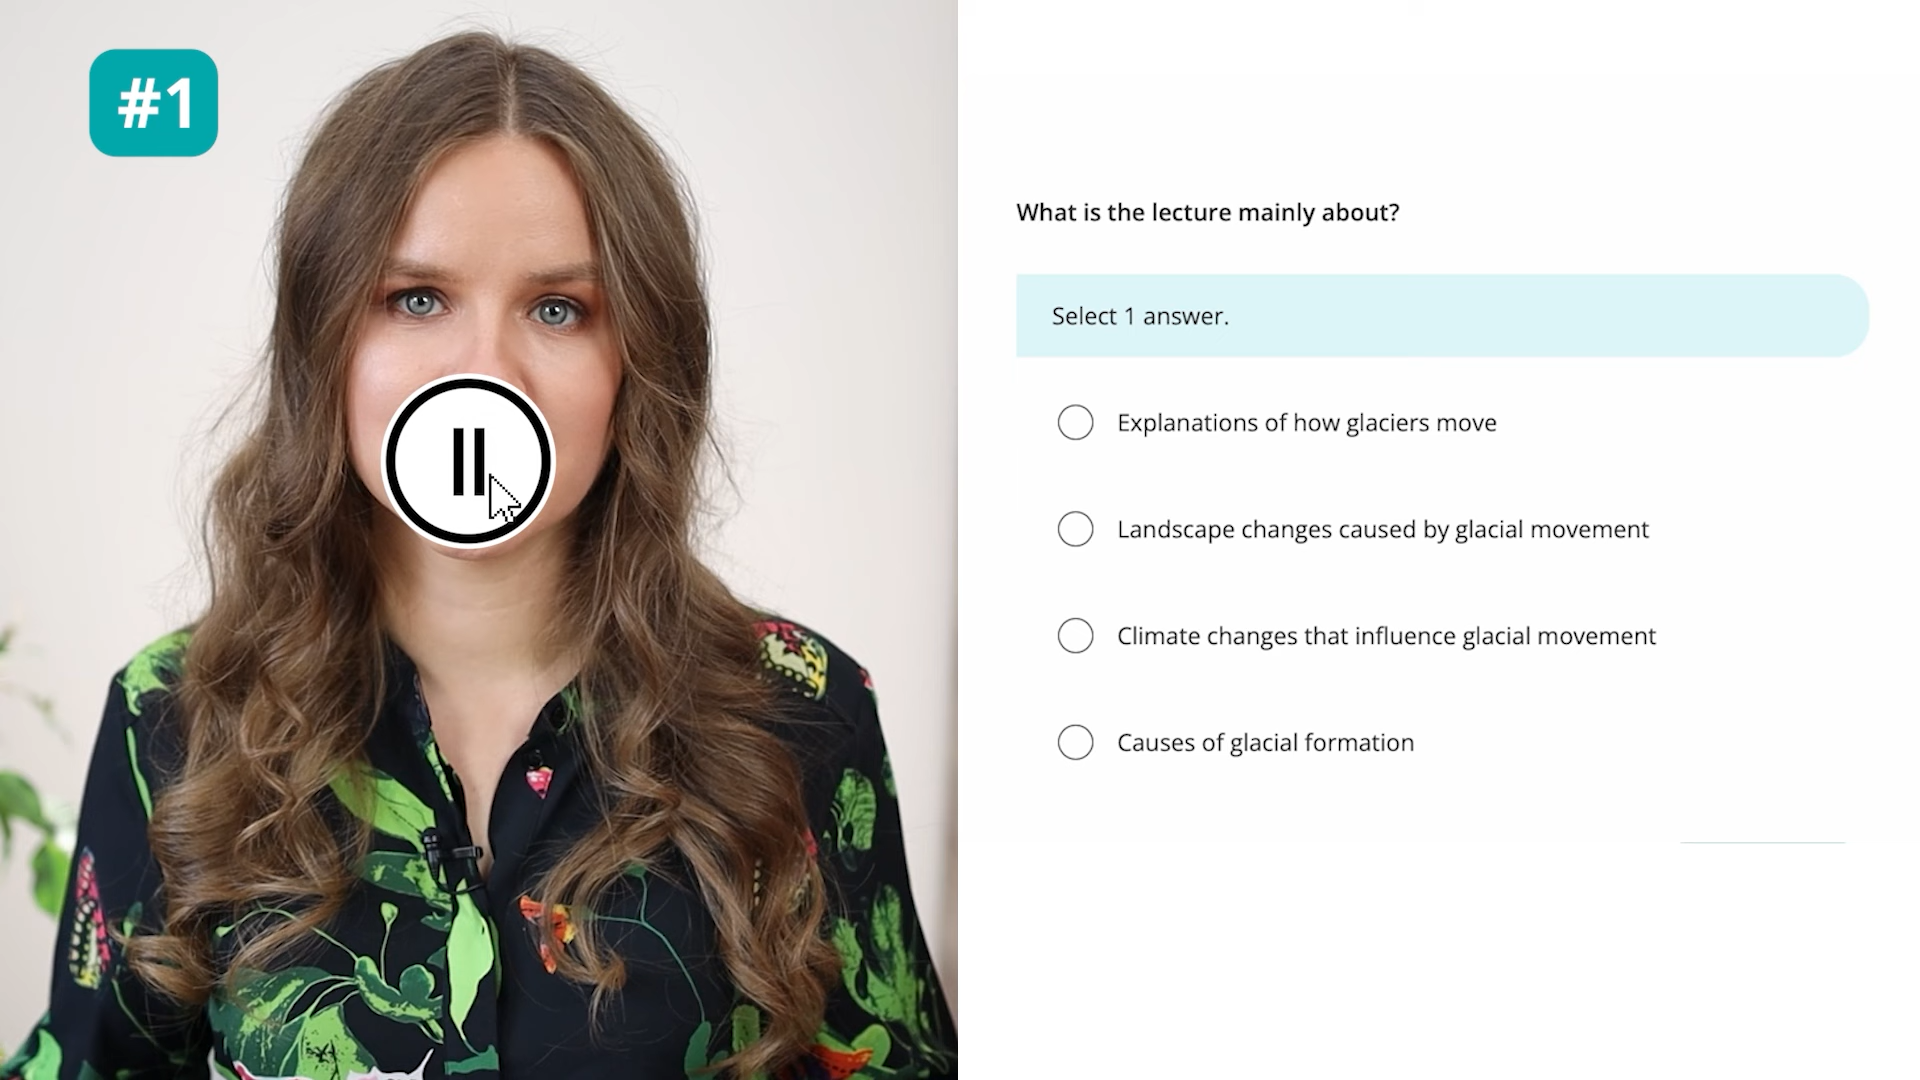 #1
What is the lecture mainly about?
Select 1 answer.
Explanations of how glaciers move
Landscape changes caused by glacial movement
Climate changes that influence glacial movement
Causes of glacial formation